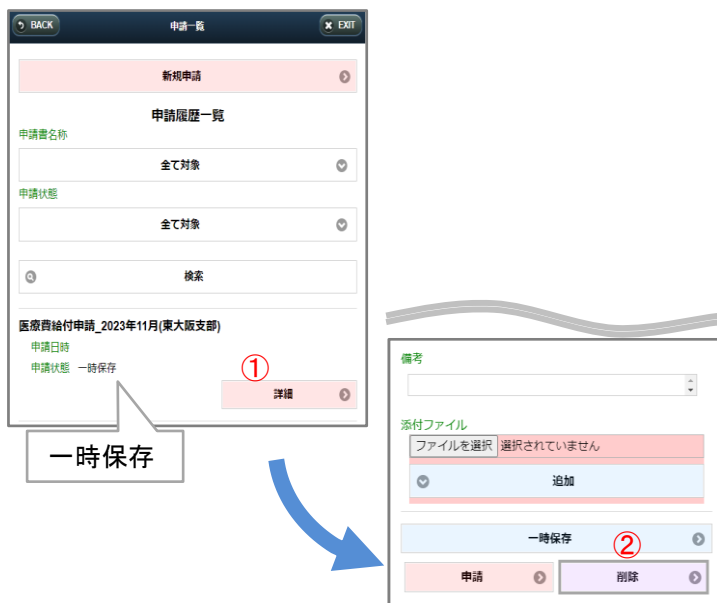 BACK
申請一覧
EXIT
新規申請
申請履歴一覧
申請書名称
全て対象
申請状態
全て対象
検索
医療費給付申請_2023年11月(東大阪支部)
申請日時
申請状態 一時保存
①
詳細
一時保存
備考
添付ファイル
ファイルを選択 選択されていません
追加
一時保存
②
申請
削除